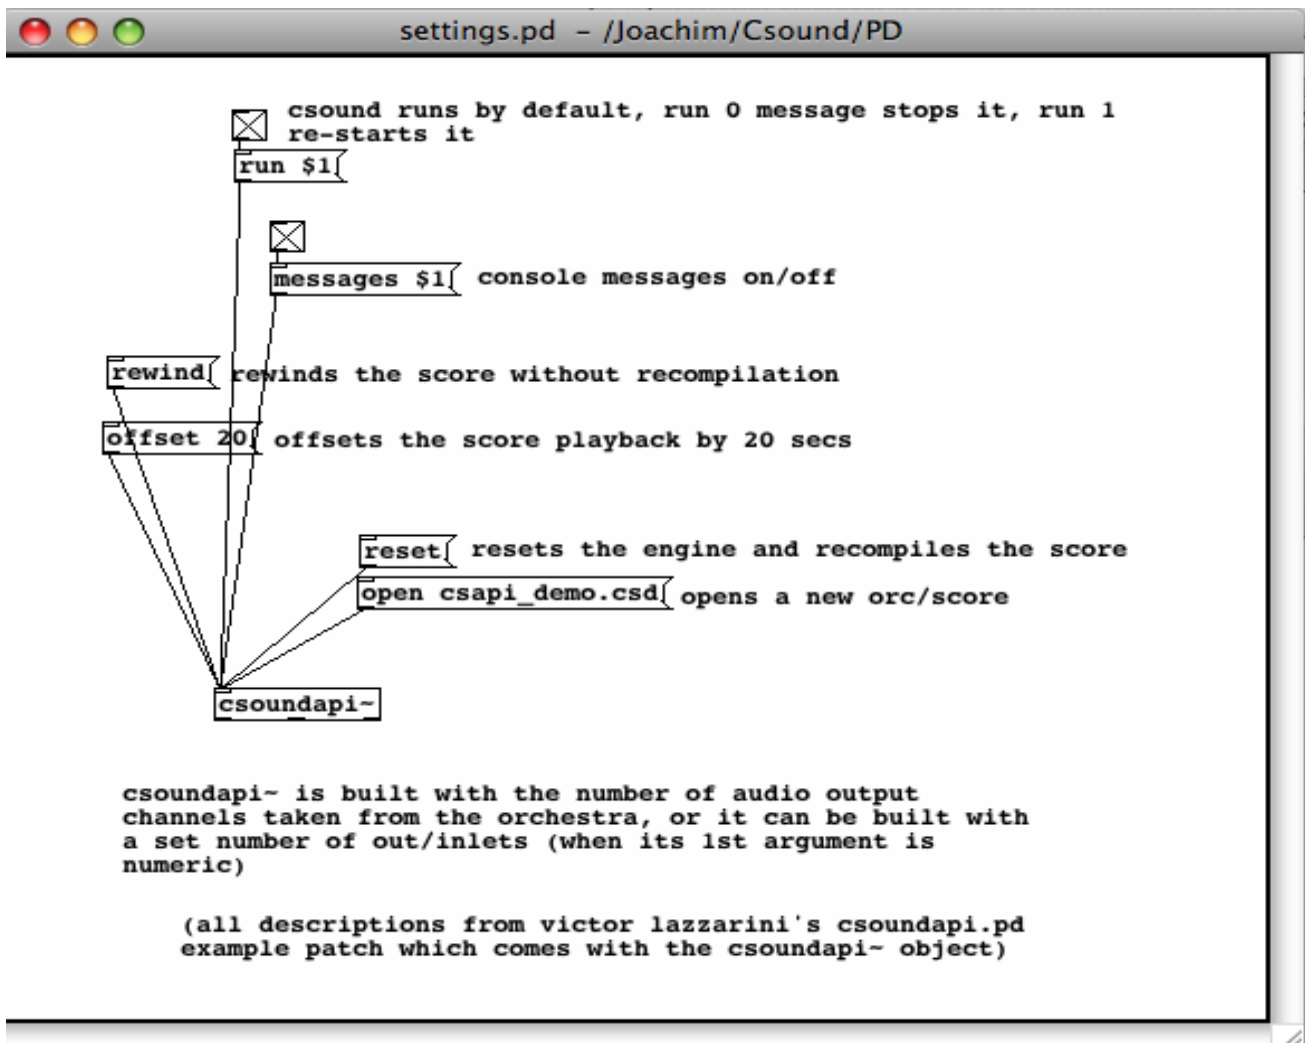 settings.pd - /Joachim/Csound/PD
csound runs by default, run 0 message stops it, run 1
re-starts it
run $1
messages $1 console messages on/off
rewind rewinds the score without recompilation
offset 20 offsets the score playback by 20 secs
reset resets the engine and recompiles the score
open csapi_demo.csd opens a new orc/score
csoundapi~
csoundapi~ is built with the number of audio output
channels taken from the orchestra, or it can be built with
a set number of out/inlets (when its 1st argument is
numeric)
(all descriptions from victor lazzarini's csoundapi.pd
example patch which comes with the csoundapi~ object)